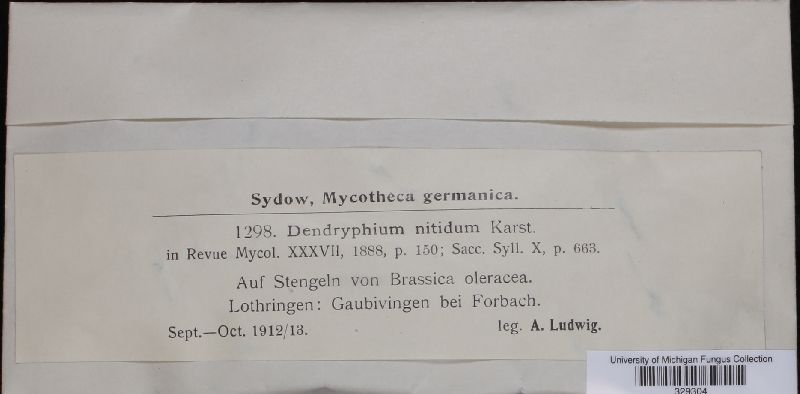 Sydow, Mycotheca germanica.
1298. Dendryphium nitidum Karst.
in Revue Mycol. XXXVII, 1888, p. 150; Sacc. Syll. X, p. 663.
Auf Stengeln von Brassica oleracea.
Lothringen: Gaubivingen bei Forbach.
Sept.—Oct. 1912/13. leg. A. Ludwig.
University of Michigan Fungus Collection
329304